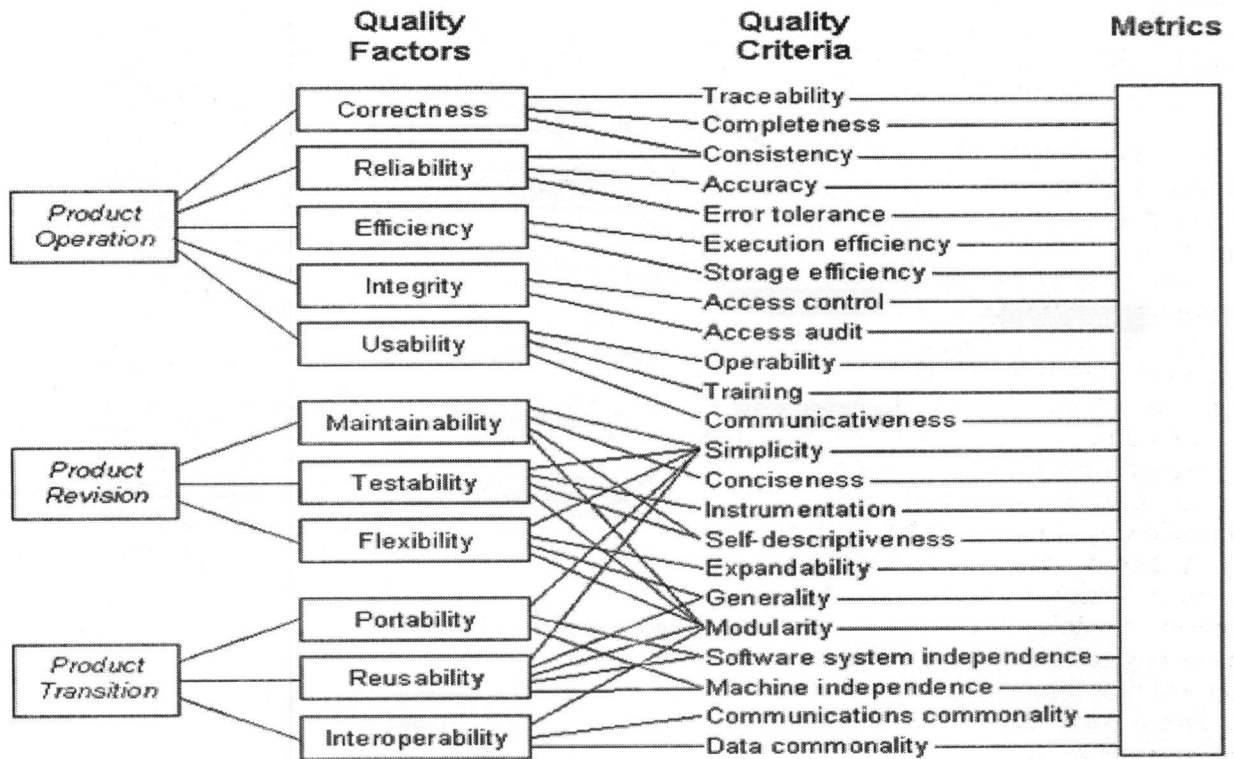 Quality Factors
Quality Criteria
Metrics
Product Operation
Product Revision
Product Transition
Correctness
Reliability
Efficiency
Integrity
Usability
Maintainability
Testability
Flexibility
Portability
Reusability
Interoperability
Traceability
Completeness
Consistency
Accuracy
Error tolerance
Execution efficiency
Storage efficiency
Access control
Access audit
Operability
Training
Communicativeness
Simplicity
Conciseness
Instrumentation
Self-descriptiveness
Expandability
Generality
Modularity
Software system independence
Machine independence
Communications commonality
Data commonality